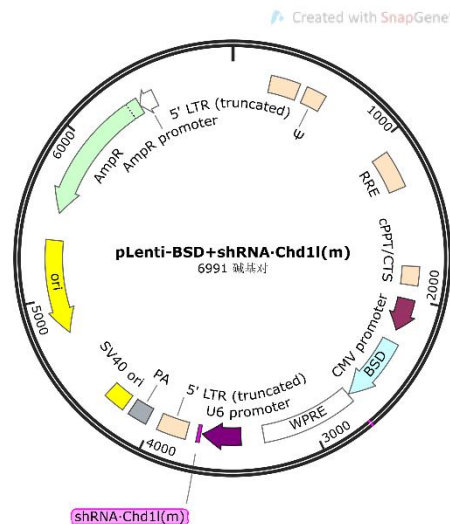 Created with SnapGene
5' LTR (truncated)
Ψ
1000
RRE
cPPT/CTS
2000
CMV promoter
BSD
WPRE
3000
U6 promoter
5' LTR (truncated)
shRNA·Chd1l(m)
4000
PA
SV40 ori
5000
ori
6000
AmpR
AmpR promoter
pLenti-BSD+shRNA·Chd1l(m)
6991 碱基对